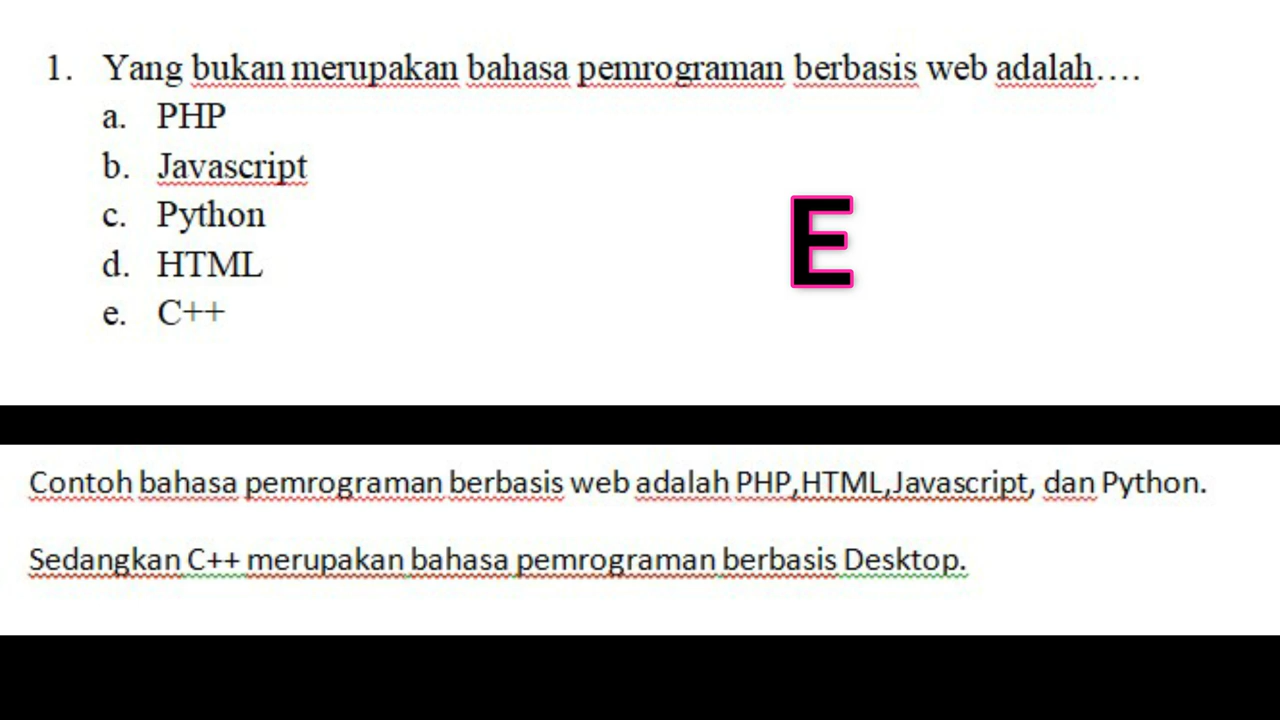 1. Yang bukan merupakan bahasa pemrograman berbasis web adalah....
a. PHP
b. Javascript
c. Python
d. HTML
e. C++
E
Contoh bahasa pemrograman berbasis web adalah PHP,HTML,Javascript, dan Python.
Sedangkan C++ merupakan bahasa pemrograman berbasis Desktop.